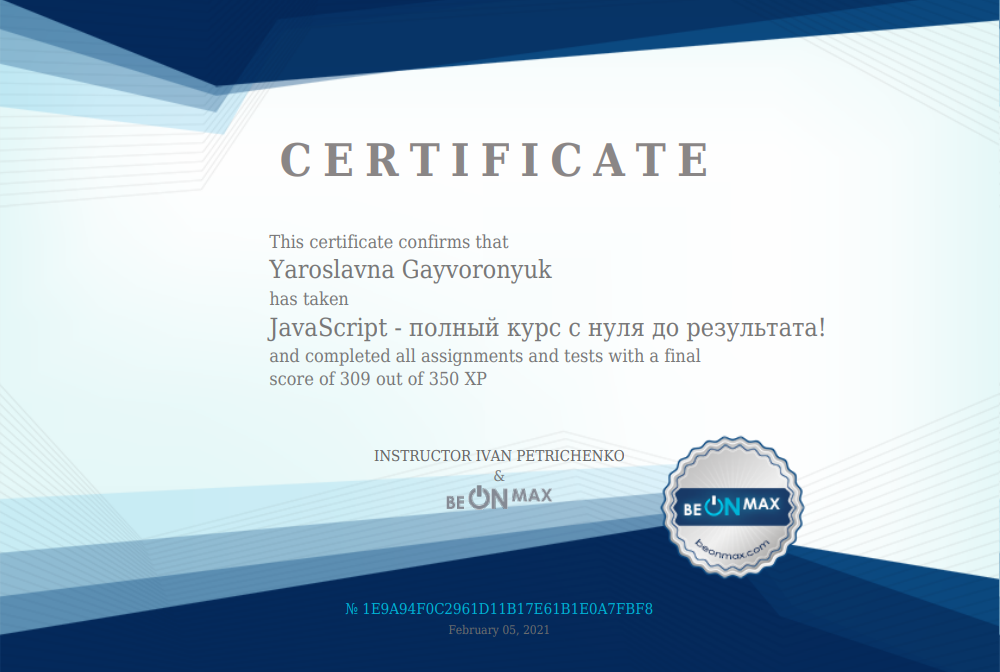 CERTIFICATE
This certificate confirms that
Yaroslavna Gayvoronyuk
has taken
JavaScript - полный курс с нуля до результата!
and completed all assignments and tests with a final
score of 309 out of 350 XP
INSTRUCTOR IVAN PETRICHENKO
&
BE ON MAX
BE ON MAX
beonmax.com
№ 1E9A94F0C2961D11B17E61B1E0A7FBF8
February 05, 2021